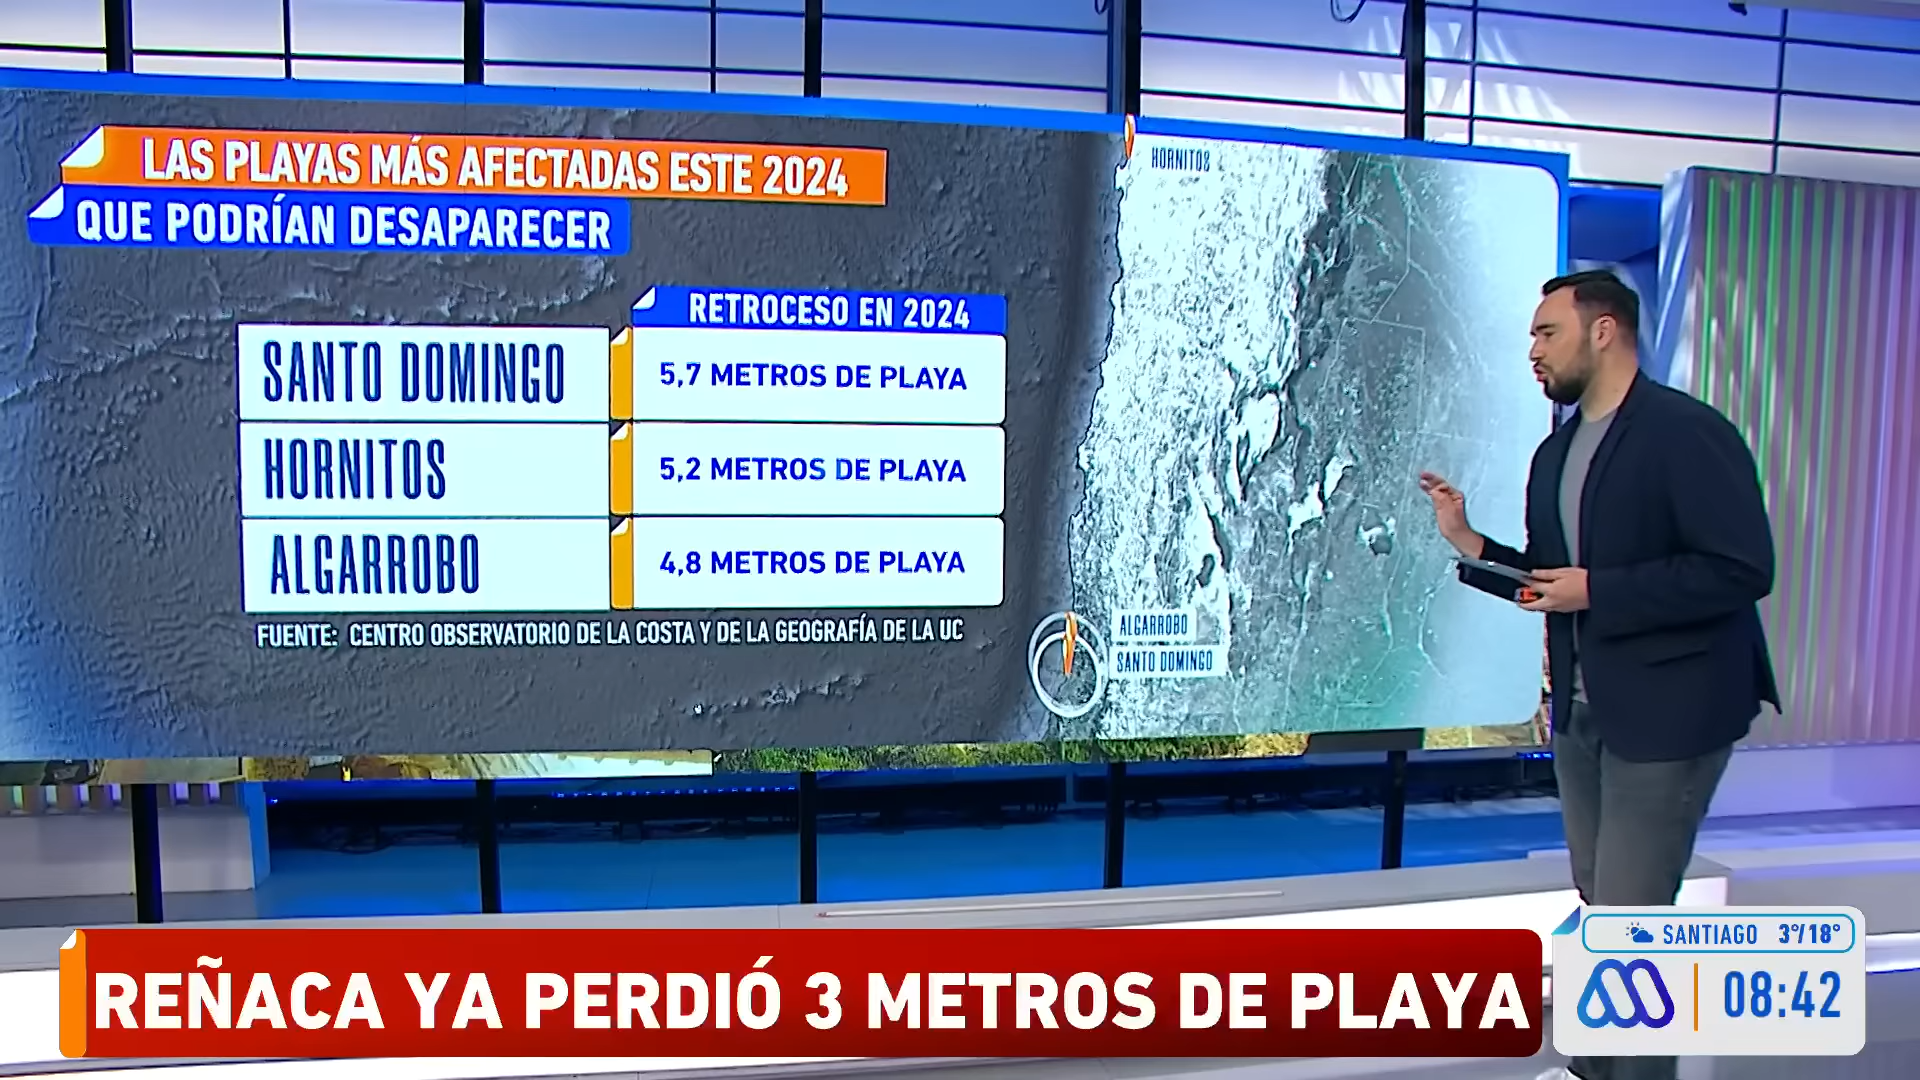 LAS PLAYAS MÁS AFECTADAS ESTE 2024
QUE PODRÍAN DESAPARECER
RETROCESO EN 2024
SANTO DOMINGO
5,7 METROS DE PLAYA
HORNITOS
5,2 METROS DE PLAYA
ALGARROBO
4,8 METROS DE PLAYA
FUENTE: CENTRO OBSERVATORIO DE LA COSTA Y DE LA GEOGRAFÍA DE LA UC
HORNITOS
ALGARROBO
SANTO DOMINGO
REÑACA YA PERDIÓ 3 METROS DE PLAYA
SANTIAGO 3°/18°
08:42